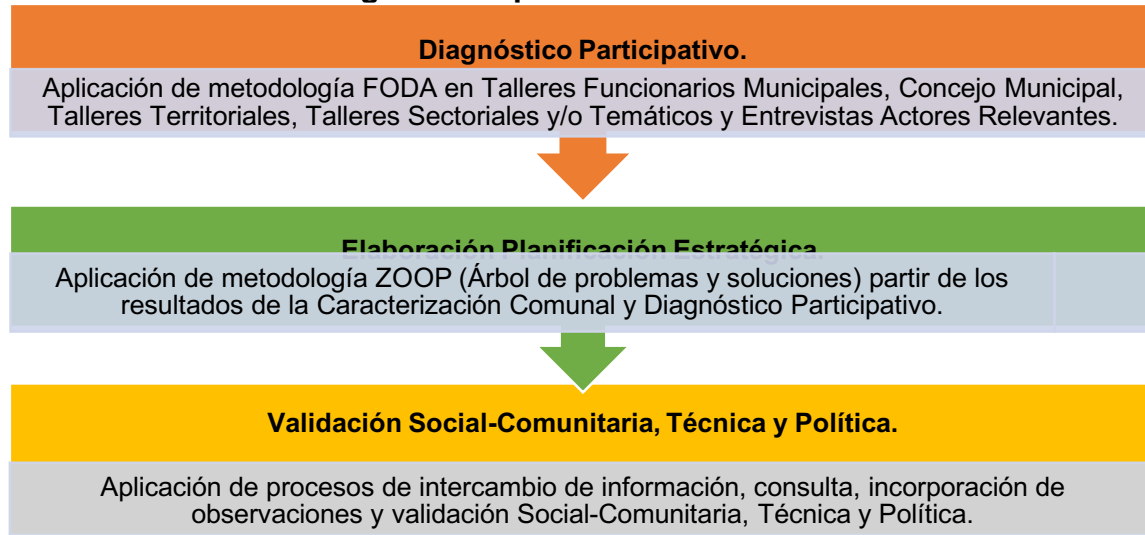 Diagnóstico Participativo.
Aplicación de metodología FODA en Talleres Funcionarios Municipales, Concejo Municipal,
Talleres Territoriales, Talleres Sectoriales y/o Temáticos y Entrevistas Actores Relevantes.
Elaboración Planificación Estratégica.
Aplicación de metodología ZOOP (Árbol de problemas y soluciones) partir de los
resultados de la Caracterización Comunal y Diagnóstico Participativo.
Validación Social-Comunitaria, Técnica y Política.
Aplicación de procesos de intercambio de información, consulta, incorporación de
observaciones y validación Social-Comunitaria, Técnica y Política.